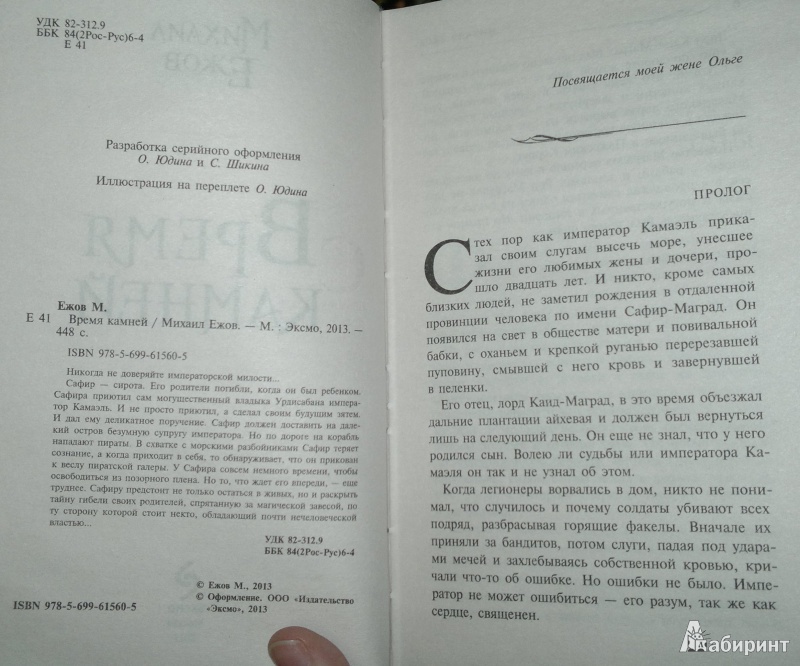 УДК 82-312.9
ББК 84(2Рос-Рус)6-4
Е 41
Михаил
Ежов
Разработка серийного оформления
О. Юдина и С. Шикина
Иллюстрация на переплете О. Юдина
Время
камней
Ежов М.
Е 41 Время камней / Михаил Ежов. — М. : Эксмо, 2013. —
448 с.
ISBN 978-5-699-61560-5
Никогда не доверяйте императорской милости...
Сафир — сирота. Его родители погибли, когда он был ребенком.
Сафира приютил сам могущественный владыка Урдисабана импера-
тор Камаэль. И не просто приютил, а сделал своим будущим зятем.
И дал ему деликатное поручение. Сафир должен доставить на дале-
кий остров безумную супругу императора. Но по дороге на корабль
нападают пираты. В схватке с морскими разбойниками Сафир теряет
сознание, а когда приходит в себя, то обнаруживает, что он прикован
к веслу пиратской галеры. У Сафира совсем немного времени, чтобы
освободиться из позорного плена. Но то, что ждет его впереди, — еще
труднее. Сафиру предстоит не только остаться в живых, но и раскрыть
тайну гибели своих родителей, спрятанную за магической завесой, по
ту сторону которой стоит некто, обладающий почти нечеловеческой
властью...
УДК 82-312.9
ББК 84(2Рос-Рус)6-4
© Ежов М., 2013
© Оформление. ООО «Издательство
«Эксмо», 2013
ISBN 978-5-699-61560-5
Посвящается моей жене Ольге
ПРОЛОГ
С тех пор как император Камаэль прика-
зал своим слугам высечь море, унесшее
жизни его любимых жены и дочери, про-
шло двадцать лет. И никто, кроме самых
близких людей, не заметил рождения в отдаленной
провинции человека по имени Сафир-Маград. Он
появился на свет в обществе матери и повивальной
бабки, с оханьем и крепкой руганью перерезавшей
пуповину, смывшей с него кровь и завернувшей
в пеленки.
Его отец, лорд Каид-Маград, в это время объезжал
дальние плантации айхевая и должен был вернуться
лишь на следующий день. Он еще не знал, что у него
родился сын. Волею ли судьбы или императора Ка-
маэля он так и не узнал об этом.
Когда легионеры ворвались в дом, никто не пони-
мал, что случилось и почему солдаты убивают всех
подряд, разбрасывая горящие факелы. Вначале их
приняли за бандитов, потом слуги, падая под удара-
ми мечей и захлебываясь собственной кровью, кри-
чали что-то об ошибке. Но ошибки не было. Импе-
ратор не может ошибиться — его разум, так же как
сердце, священен.
Лабиринт